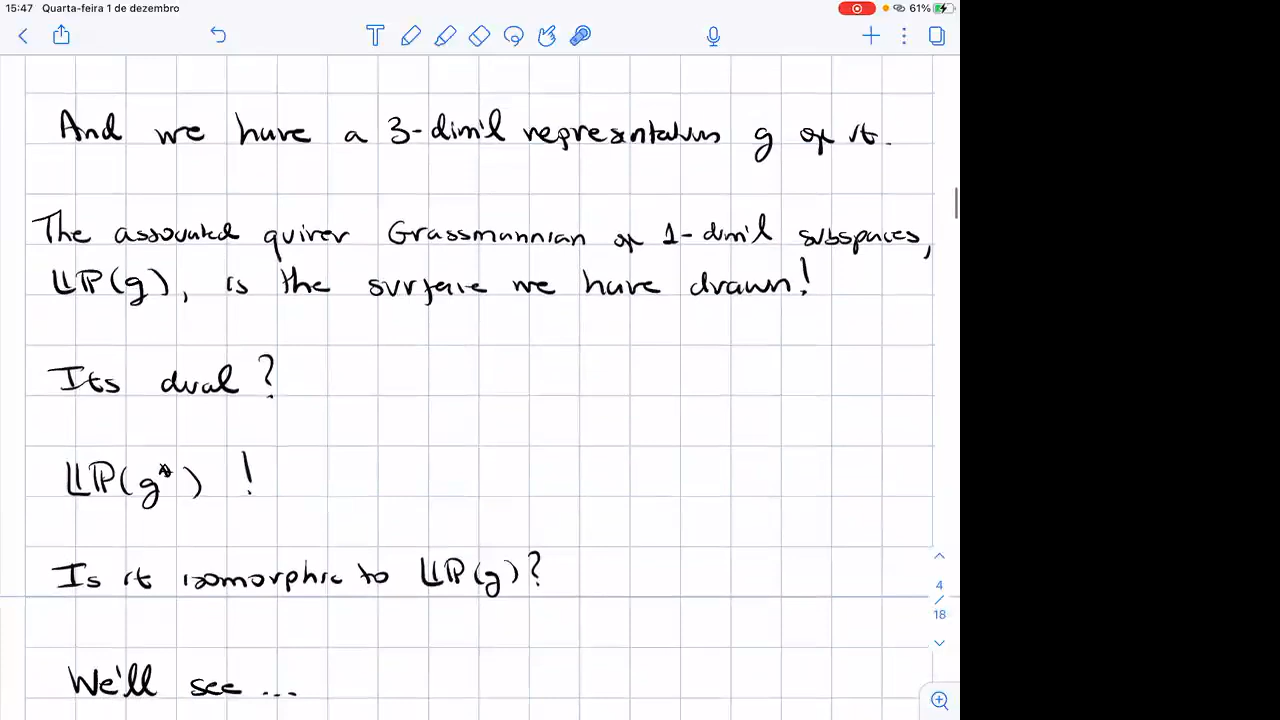 15:47 Quarta-feira 1 de dezembro 61%
And we have a 3-dim'l representation g of it.
The associated quiver Grassmannian of 1-dim'l subspaces,
𝕃ℙ(g), is the surface we have drawn!
Its dual?
𝕃ℙ(g*) !
Is it isomorphic to 𝕃ℙ(g)?
4
/
18
We'll see ...